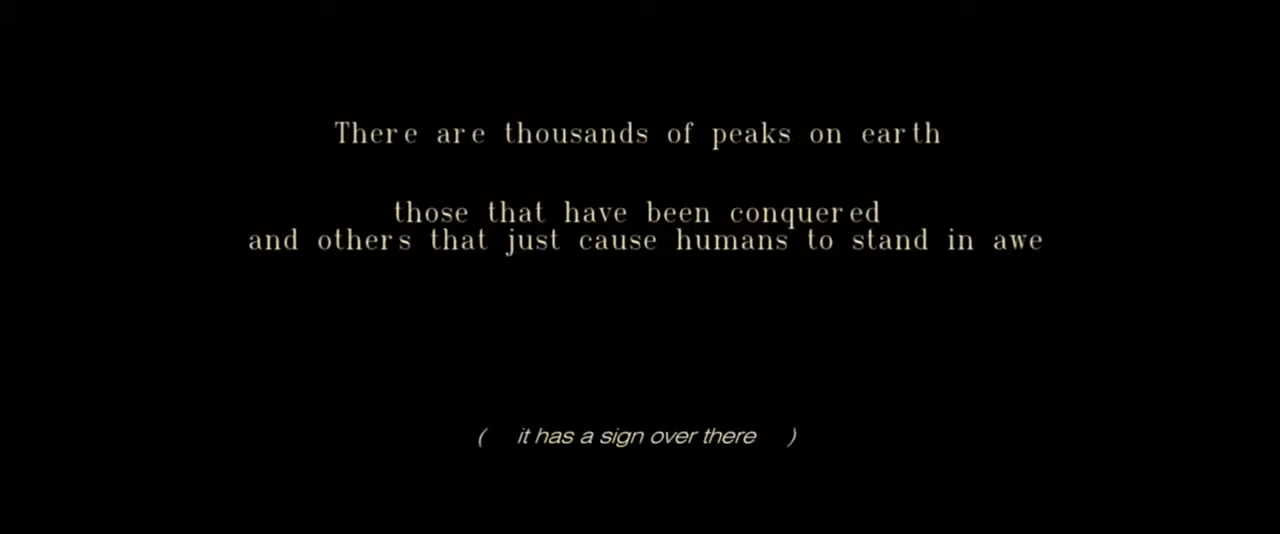 There are thousands of peaks on earth
those that have been conquered
and others that just cause humans to stand in awe
( it has a sign over there )